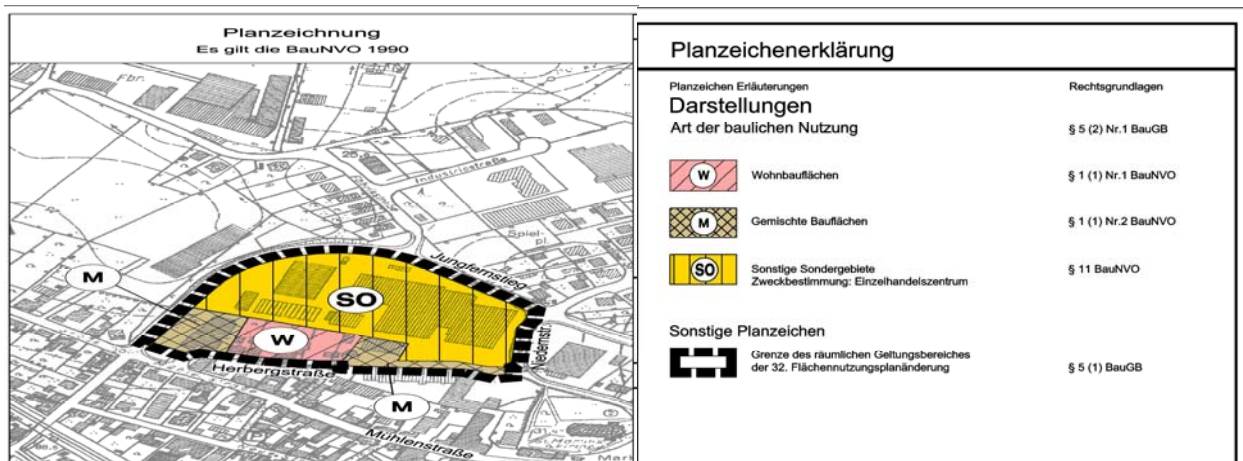 Planzeichnung
Es gilt die BauNVO 1990
Fbr.
Industriestraße
Spiel-
pl.
Jungfernstieg
M
SO
W
Niedernstr.
Herbergstraße
M
Mühlenstraße
Planzeichenerklärung
Planzeichen Erläuterungen
Rechtsgrundlagen
Darstellungen
Art der baulichen Nutzung
§ 5 (2) Nr.1 BauGB
W
Wohnbauflächen
§ 1 (1) Nr.1 BauNVO
M
Gemischte Bauflächen
§ 1 (1) Nr.2 BauNVO
SO
Sonstige Sondergebiete
Zweckbestimmung: Einzelhandelszentrum
§ 11 BauNVO
Sonstige Planzeichen
Grenze des räumlichen Geltungsbereiches
der 32. Flächennutzungsplanänderung
§ 5 (1) BauGB